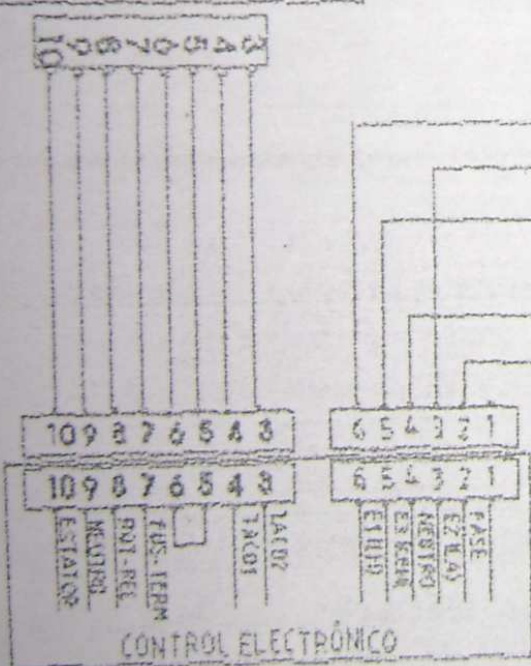 10 9 8 7 6 5 4 3
10 9 8 7 6 5 4 3
6 5 4 3 2 1
10 9 8 7 6 5 4 3
6 5 4 3 2 1
ESTATOR
NEUTRO
FUS-TERM
TACO1
TACO2
NEUTRO
FASE
CONTROL ELECTRÓNICO